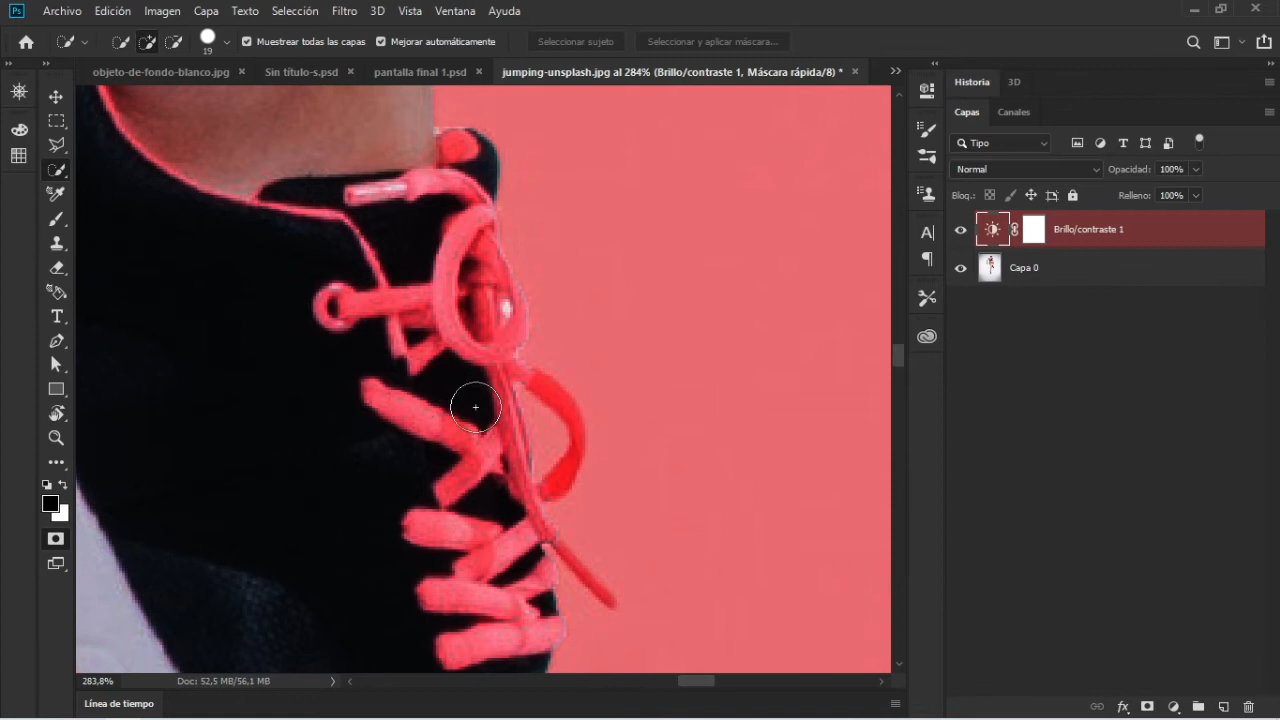 Ps Archivo Edición Imagen Capa Texto Selección Filtro 3D Vista Ventana Ayuda
19 Muestrear todas las capas Mejorar automáticamente Seleccionar sujeto Seleccionar y aplicar máscara...
objeto-de-fondo-blanco.jpg Sin título-s.psd pantalla final 1.psd jumping-unsplash.jpg al 284% (Brillo/contraste 1, Máscara rápida/8) *
Historia 3D
Capas Canales
Tipo
Normal Opacidad: 100%
Bloq.: Relleno: 100%
Brillo/contraste 1
Capa 0
283,8% Doc: 52,5 MB/56,1 MB
Línea de tiempo